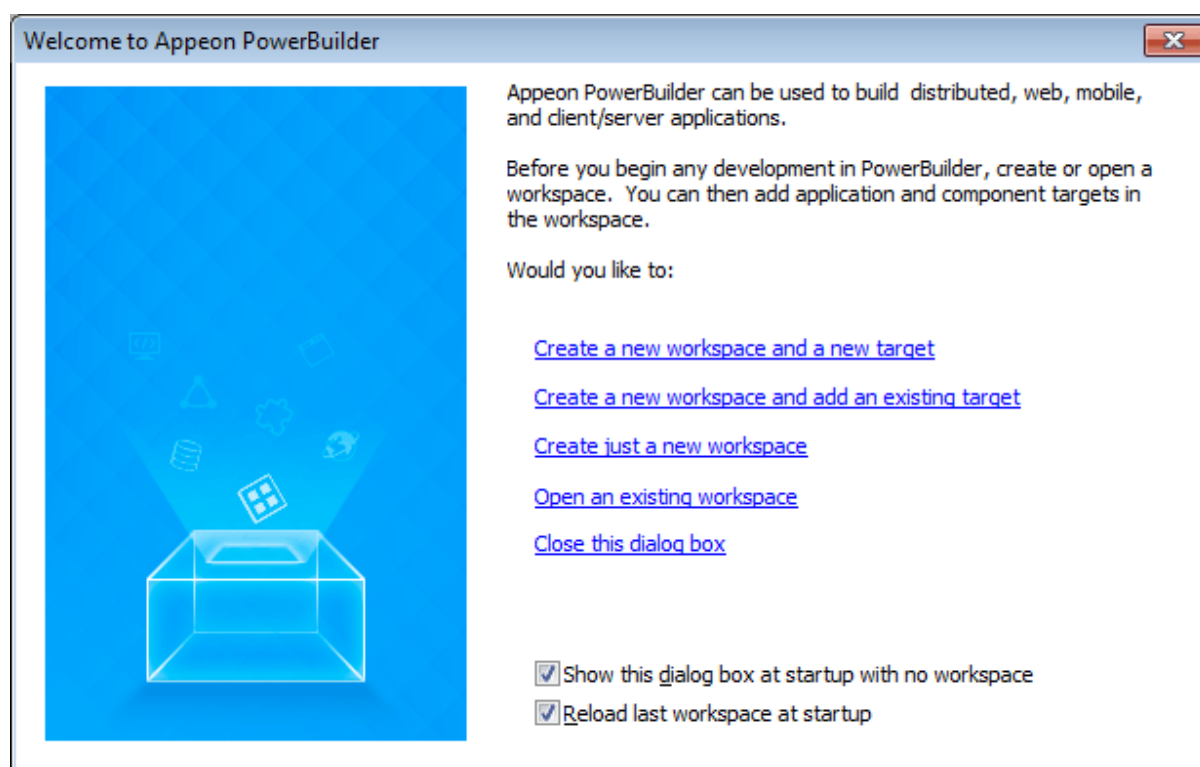 Welcome to Appeon PowerBuilder
Appeon PowerBuilder can be used to build distributed, web, mobile,
and client/server applications.
Before you begin any development in PowerBuilder, create or open a
workspace. You can then add application and component targets in
the workspace.
Would you like to:
Create a new workspace and a new target
Create a new workspace and add an existing target
Create just a new workspace
Open an existing workspace
Close this dialog box
Show this dialog box at startup with no workspace
Reload last workspace at startup